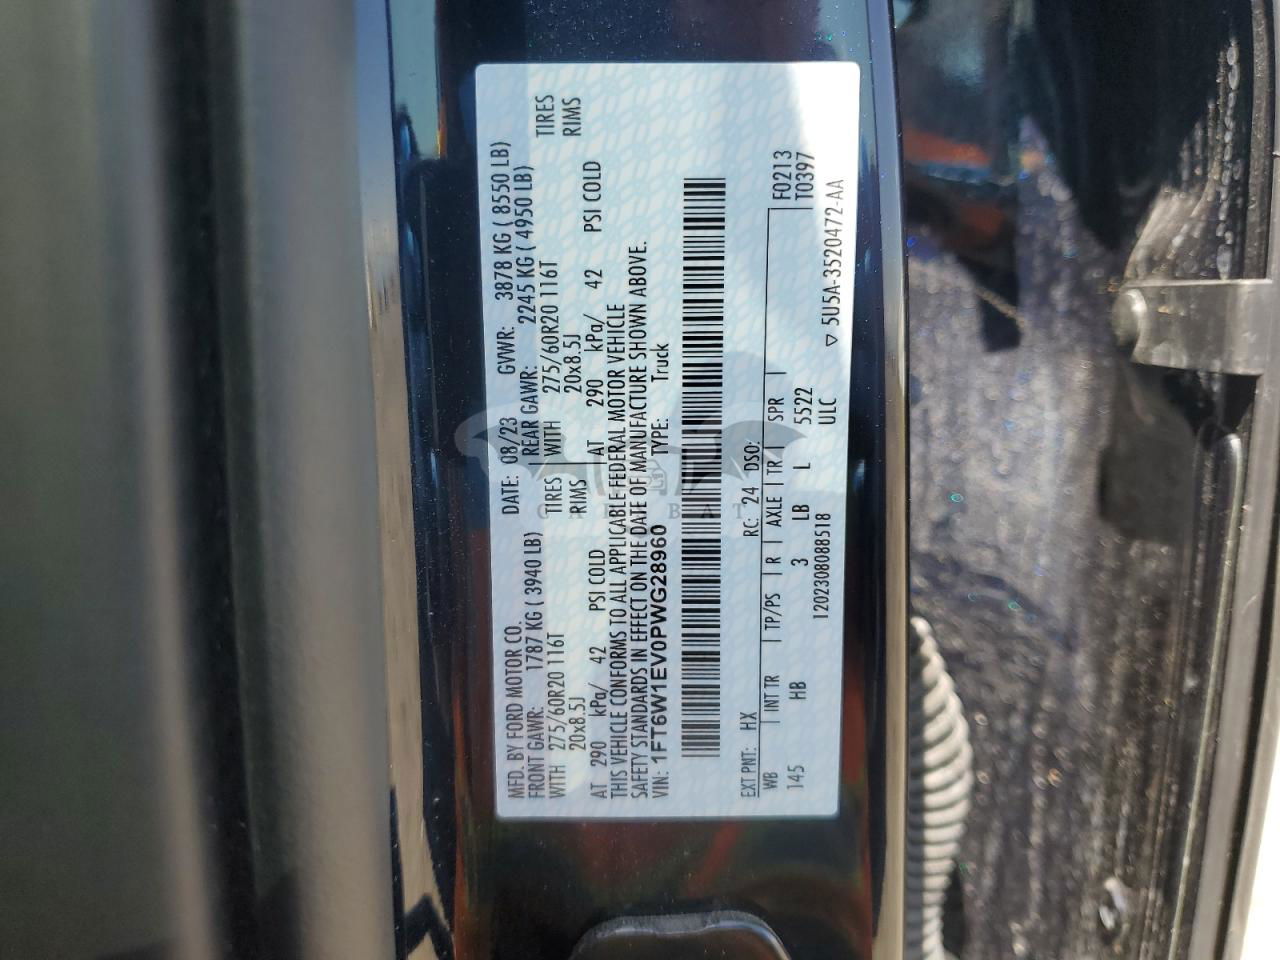 MFD. BY FORD MOTOR CO. DATE: 08/23 GVWR: 3878 KG ( 8550 LB)
FRONT GAWR: 1787 KG ( 3940 LB) REAR GAWR: 2245 KG ( 4950 LB)
WITH 275/60R20 116T TIRES WITH 275/60R20 116T TIRES
20x8.5J RIMS 20x8.5J RIMS
AT 290 kPa/ 42 PSI COLD AT 290 kPa/ 42 PSI COLD
THIS VEHICLE CONFORMS TO ALL APPLICABLE FEDERAL MOTOR VEHICLE
SAFETY STANDARDS IN EFFECT ON THE DATE OF MANUFACTURE SHOWN ABOVE.
VIN: 1FT6W1EV0PWG28960 TYPE: Truck
EXT PNT: HX RC: 24 DSO:
WB INT TR TP/PS R AXLE TR SPR F0213
145 HB 3 LB L 5522 T0397
120230808518 ULC ▽ 5U5A-3520472-AA
CARBAT